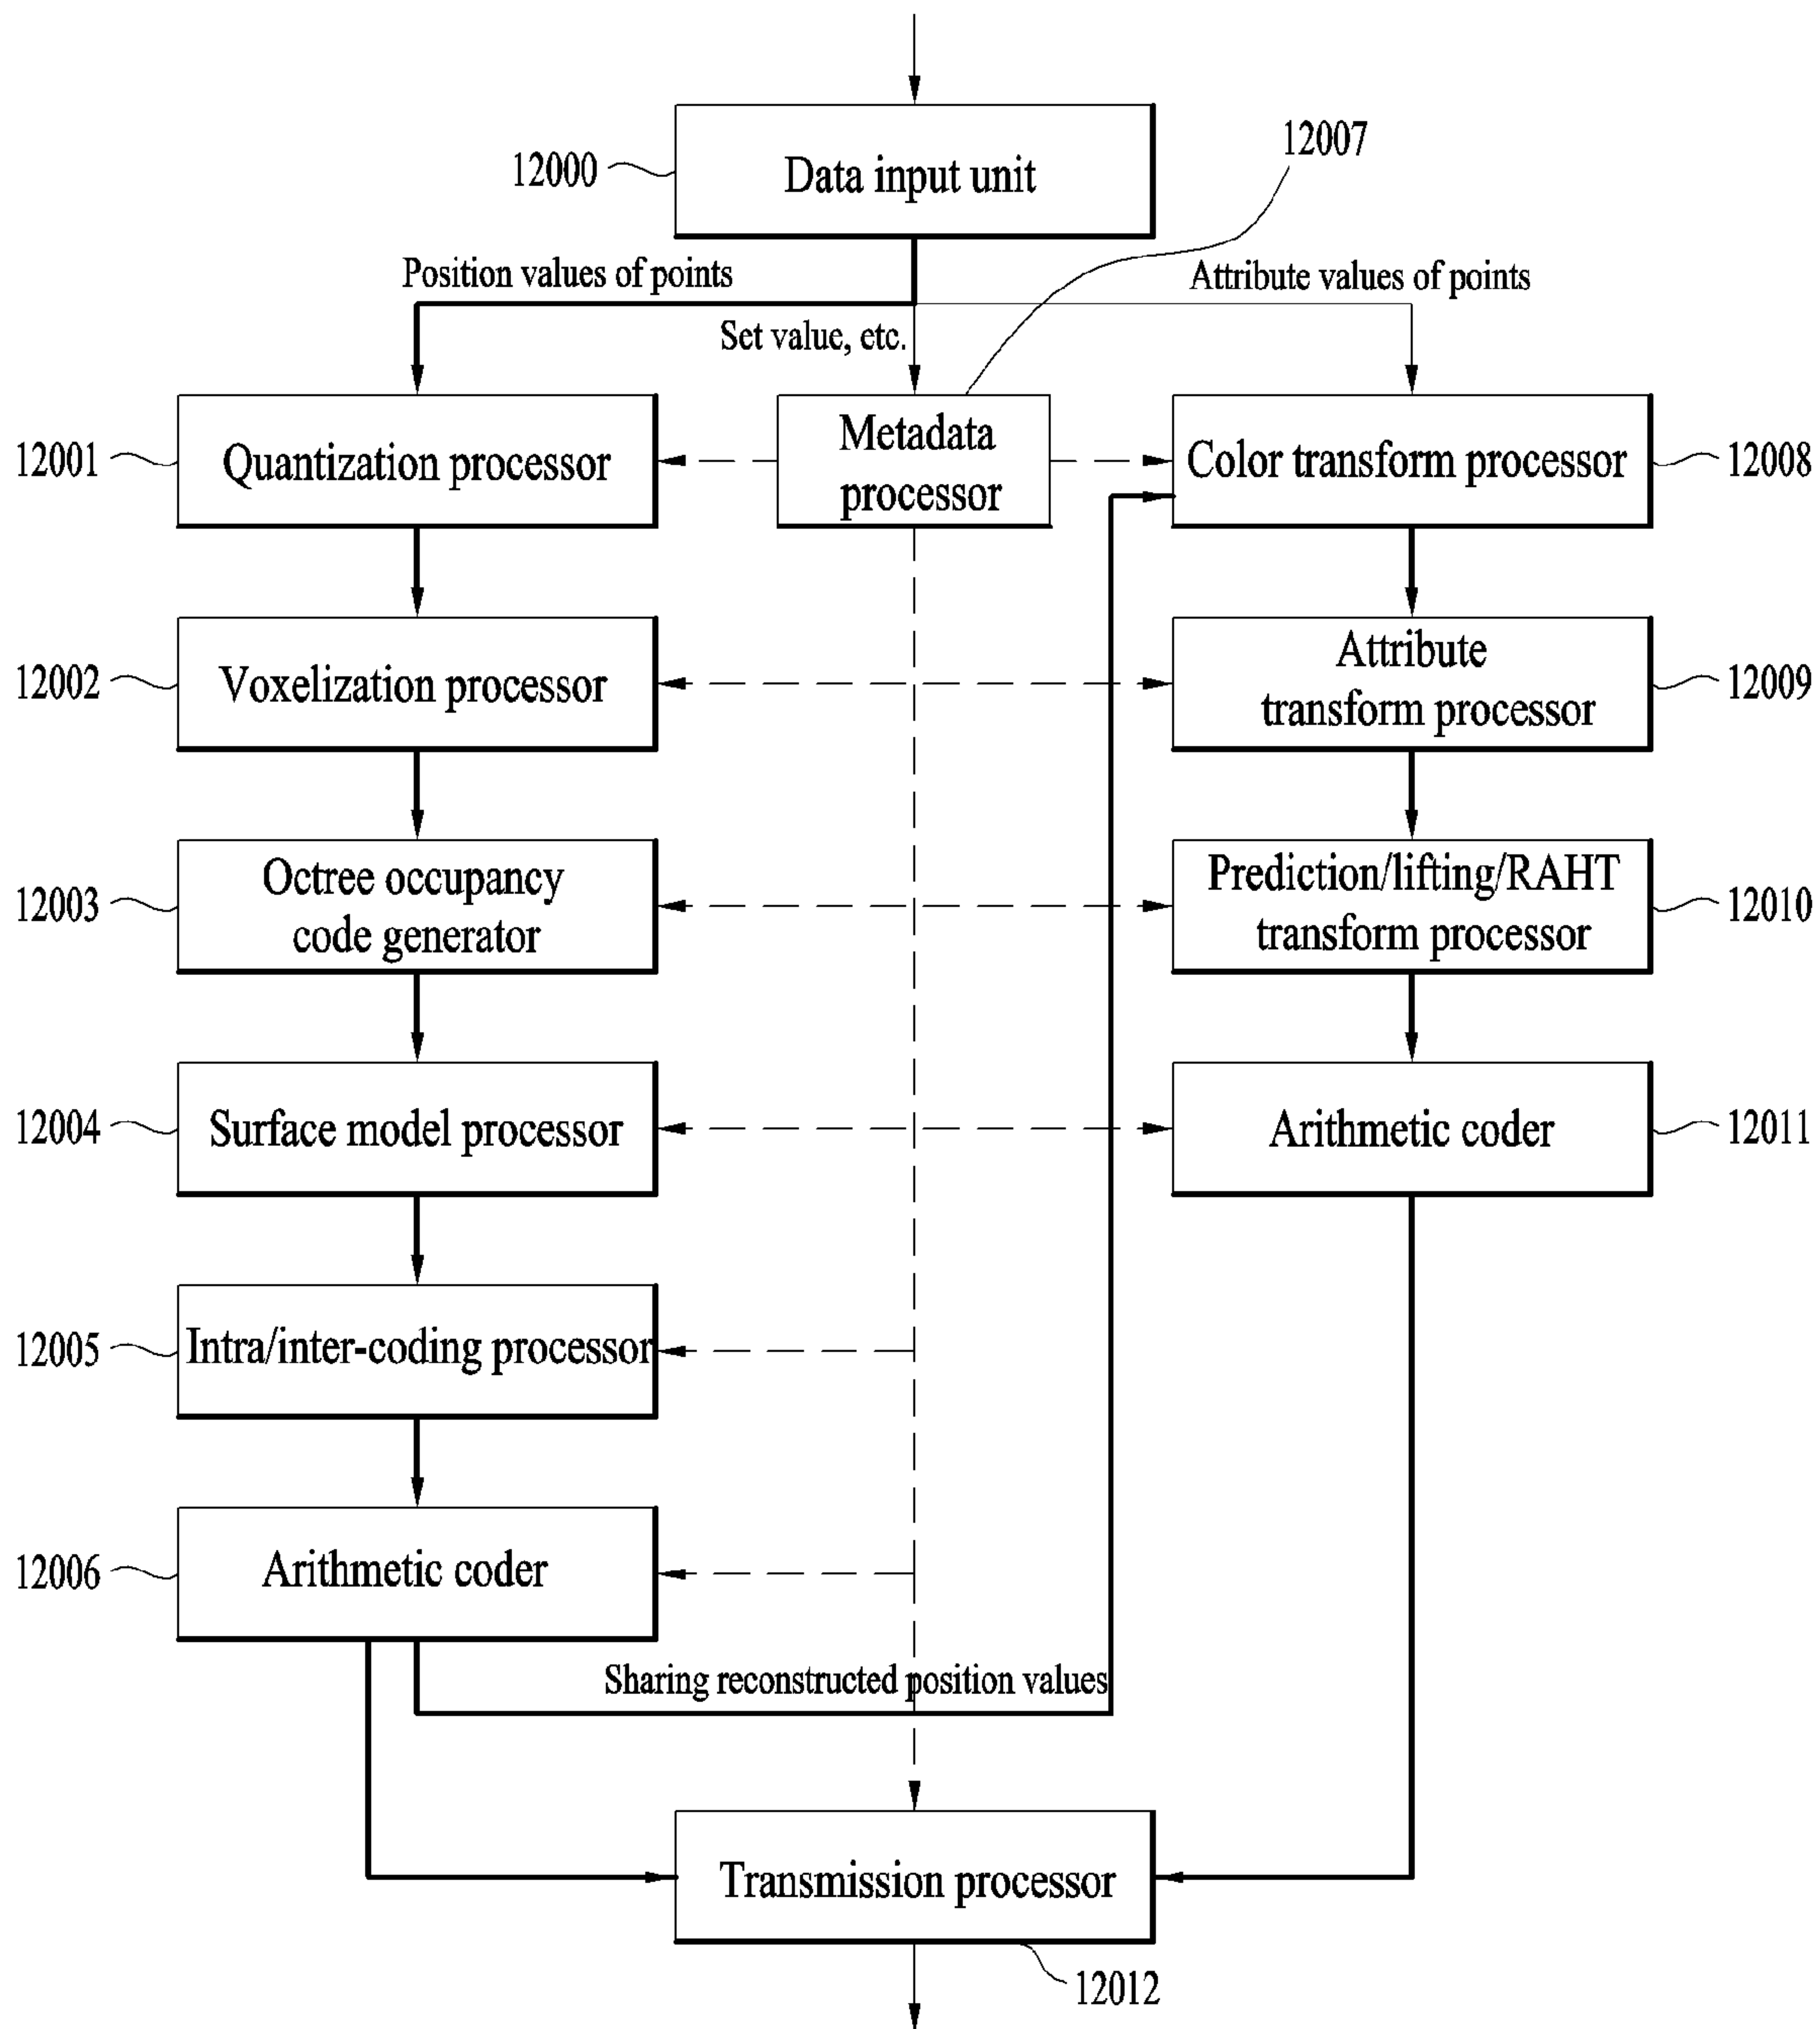 12007
12000
Data input unit
Position values of points
Attribute values of points
Set value, etc.
12001
Quantization processor
Metadata
processor
Color transform processor
12008
12002
Voxelization processor
Attribute
transform processor
12009
12003
Octree occupancy
code generator
Prediction/lifting/RAHT
transform processor
12010
12004
Surface model processor
Arithmetic coder
12011
12005
Intra/inter-coding processor
12006
Arithmetic coder
Sharing reconstructed position values
Transmission processor
12012